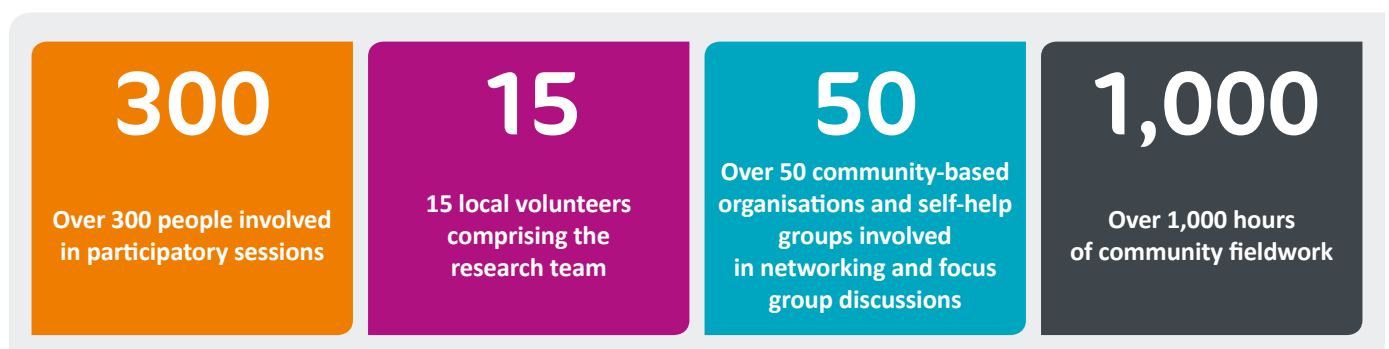 300
Over 300 people involved
in participatory sessions
15
15 local volunteers
comprising the
research team
50
Over 50 community-based
organisations and self-help
groups involved
in networking and focus
group discussions
1,000
Over 1,000 hours
of community fieldwork